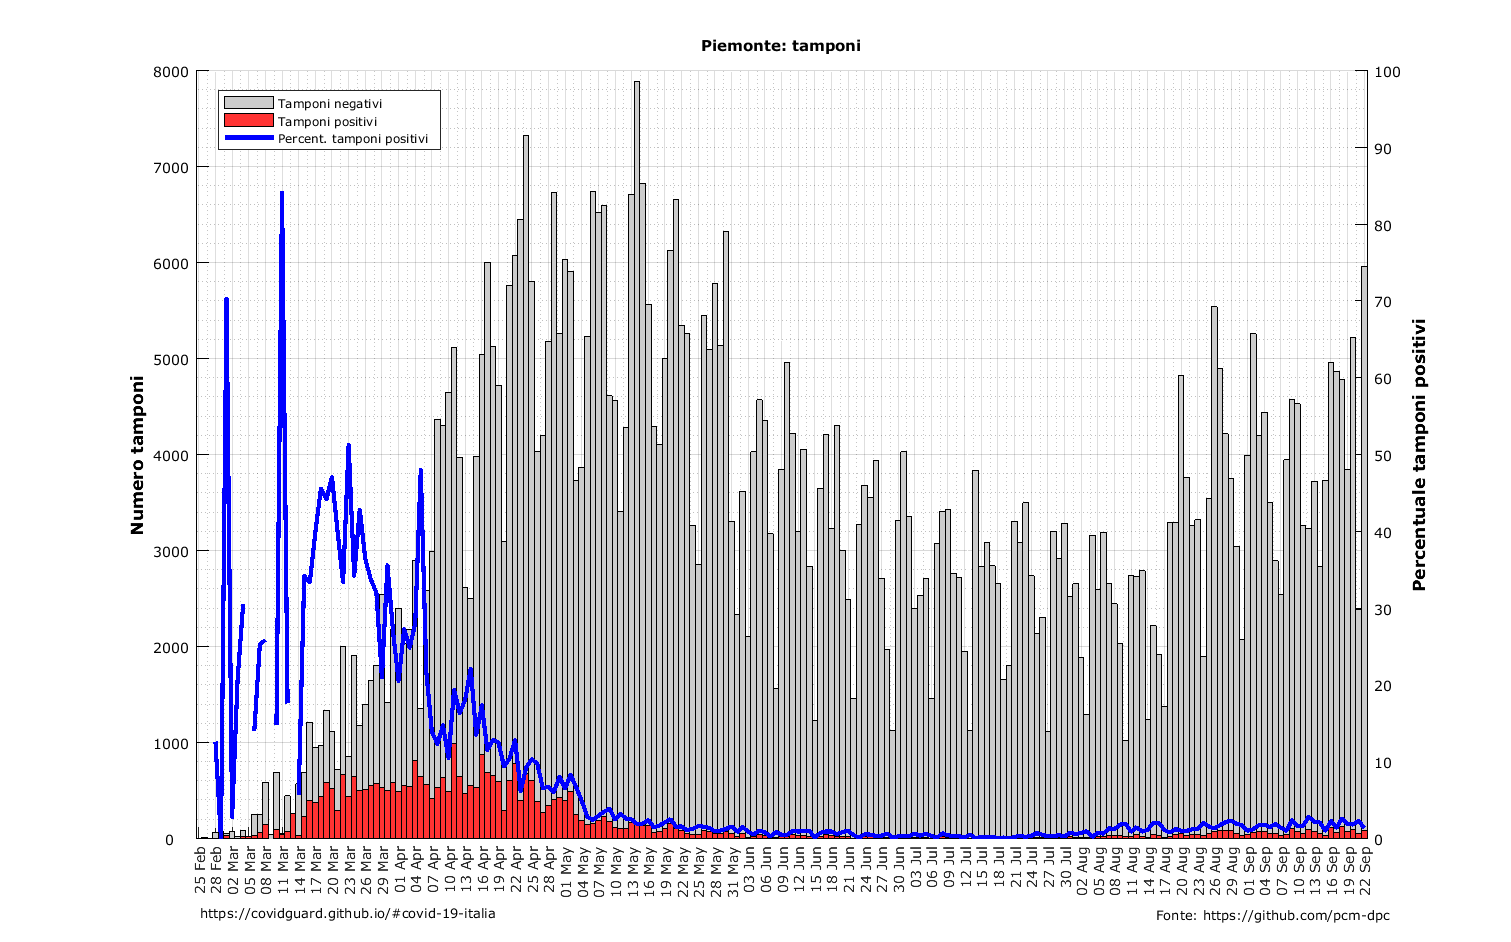 Piemonte: tamponi
8000
7000
6000
5000
4000
3000
2000
1000
0
Numero tamponi
Tamponi negativi
Tamponi positivi
Percent. tamponi positivi
100
90
80
70
60
50
40
30
20
10
0
Percentuale tamponi positivi
25 Feb
28 Feb
02 Mar
05 Mar
08 Mar
11 Mar
14 Mar
17 Mar
20 Mar
23 Mar
26 Mar
29 Mar
01 Apr
04 Apr
07 Apr
10 Apr
13 Apr
16 Apr
19 Apr
22 Apr
25 Apr
28 Apr
01 May
04 May
07 May
10 May
13 May
16 May
19 May
22 May
25 May
28 May
31 May
03 Jun
06 Jun
09 Jun
12 Jun
15 Jun
18 Jun
21 Jun
24 Jun
27 Jun
30 Jun
03 Jul
06 Jul
09 Jul
12 Jul
15 Jul
18 Jul
21 Jul
24 Jul
27 Jul
30 Jul
02 Aug
05 Aug
08 Aug
11 Aug
14 Aug
17 Aug
20 Aug
23 Aug
26 Aug
29 Aug
01 Sep
04 Sep
07 Sep
10 Sep
13 Sep
16 Sep
19 Sep
22 Sep
https://covidguard.github.io/#covid-19-italia
Fonte: https://github.com/pcm-dpc